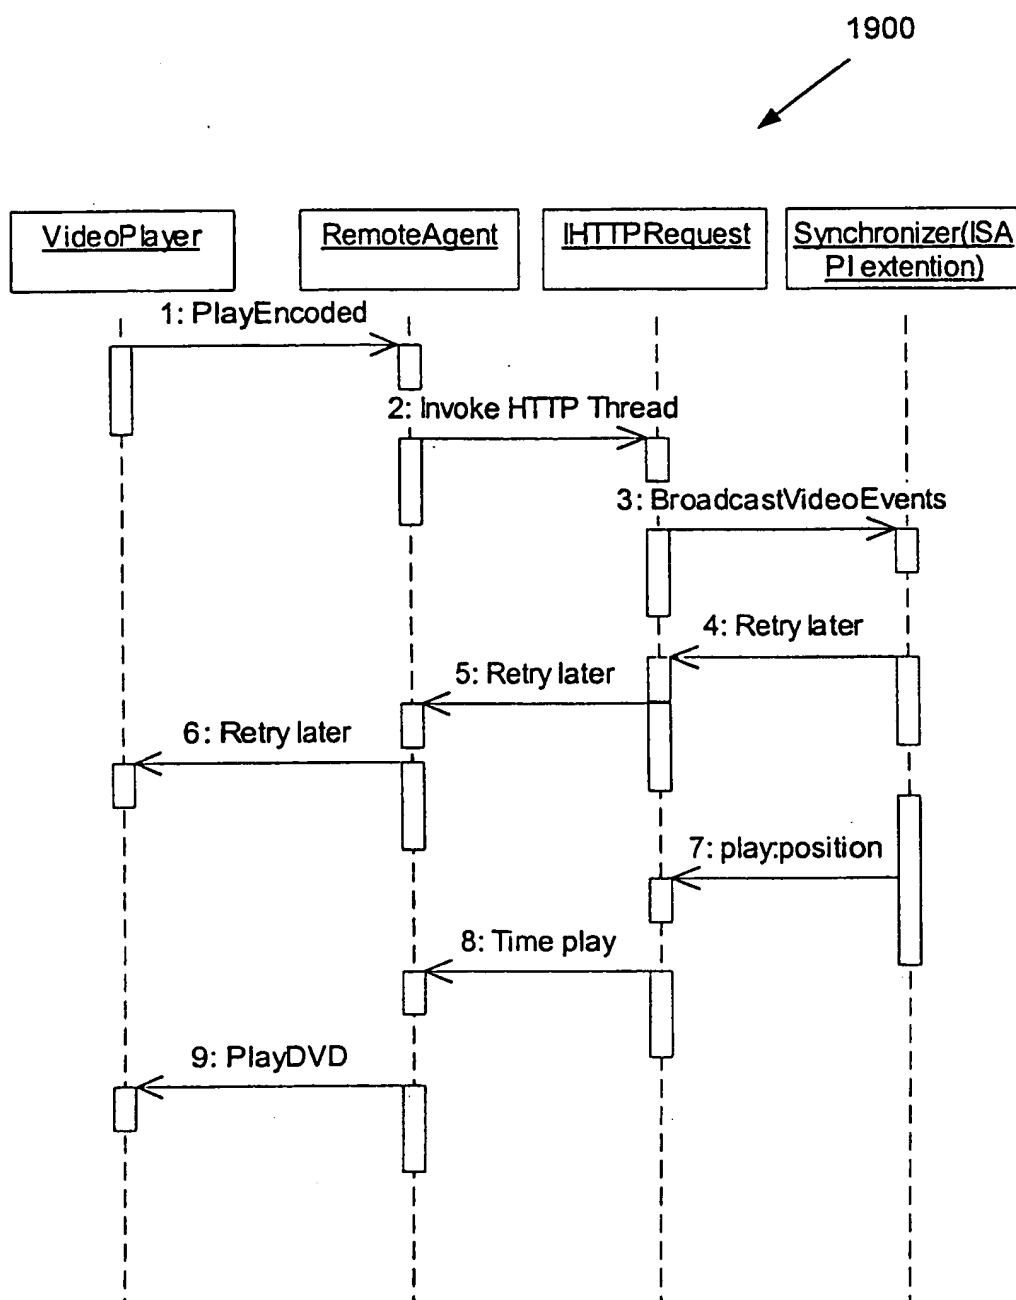 1900
VideoPlayer
RemoteAgent
IHTTPRequest
Synchronizer(ISA
PI extention)
1: PlayEncoded
2: Invoke HTTP Thread
3: BroadcastVideoEvents
4: Retry later
5: Retry later
6: Retry later
7: play:position
8: Time play
9: PlayDVD